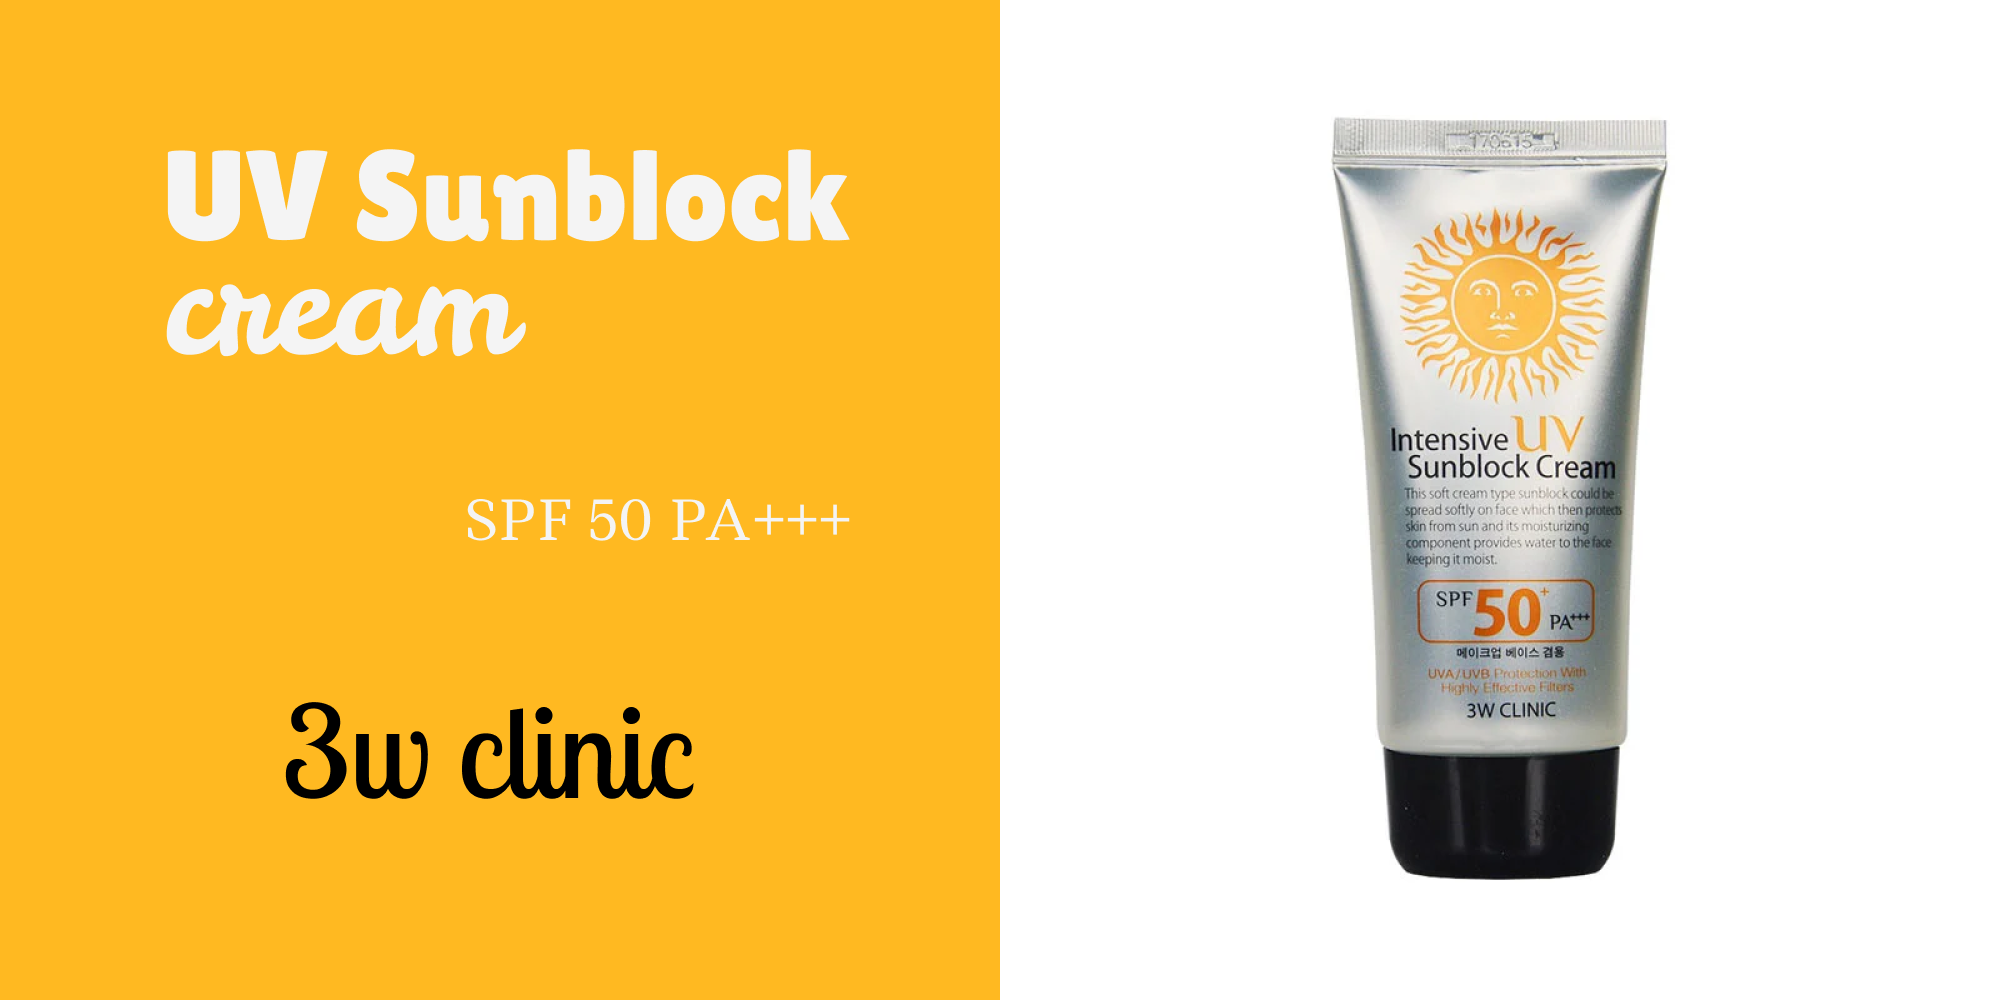 UV Sunblock
cream
SPF 50 PA+++
3w clinic
170615
Intensive UV
Sunblock Cream
This soft cream type sunblock could be
spread softly on face which then protects
skin from sun and its moisturizing
component provides water to the face
keeping it moist.
SPF 50+ PA+++
메이크업 베이스 겸용
UVA/UVB Protection With
Highly Effective Filters
3W CLINIC